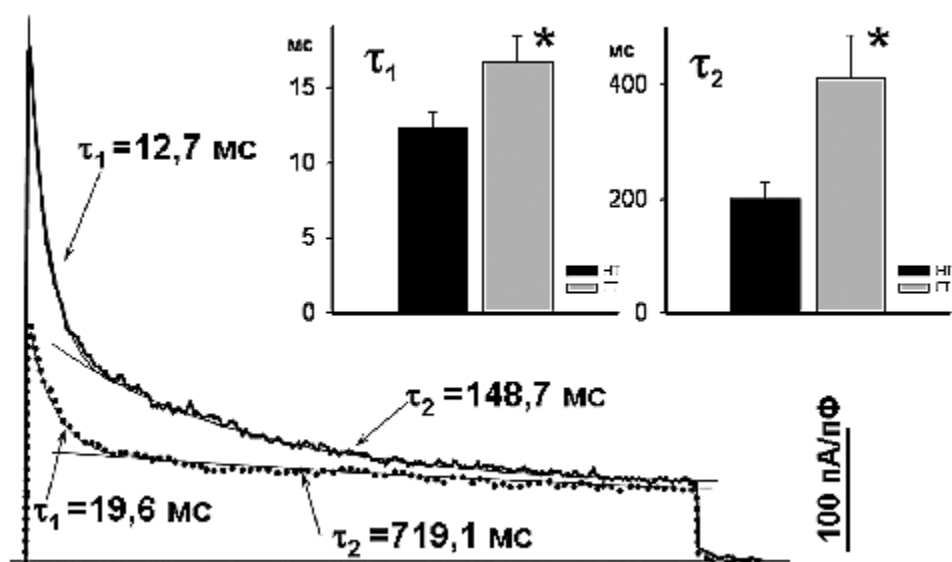 мс
τ1
15
10
5
0
НТ
мс
τ2
400
*
200
0
НТ
*
τ1 =12,7 мс
τ2 =148,7 мс
τ1 =19,6 мс
τ2 =719,1 мс
100 пА/пФ